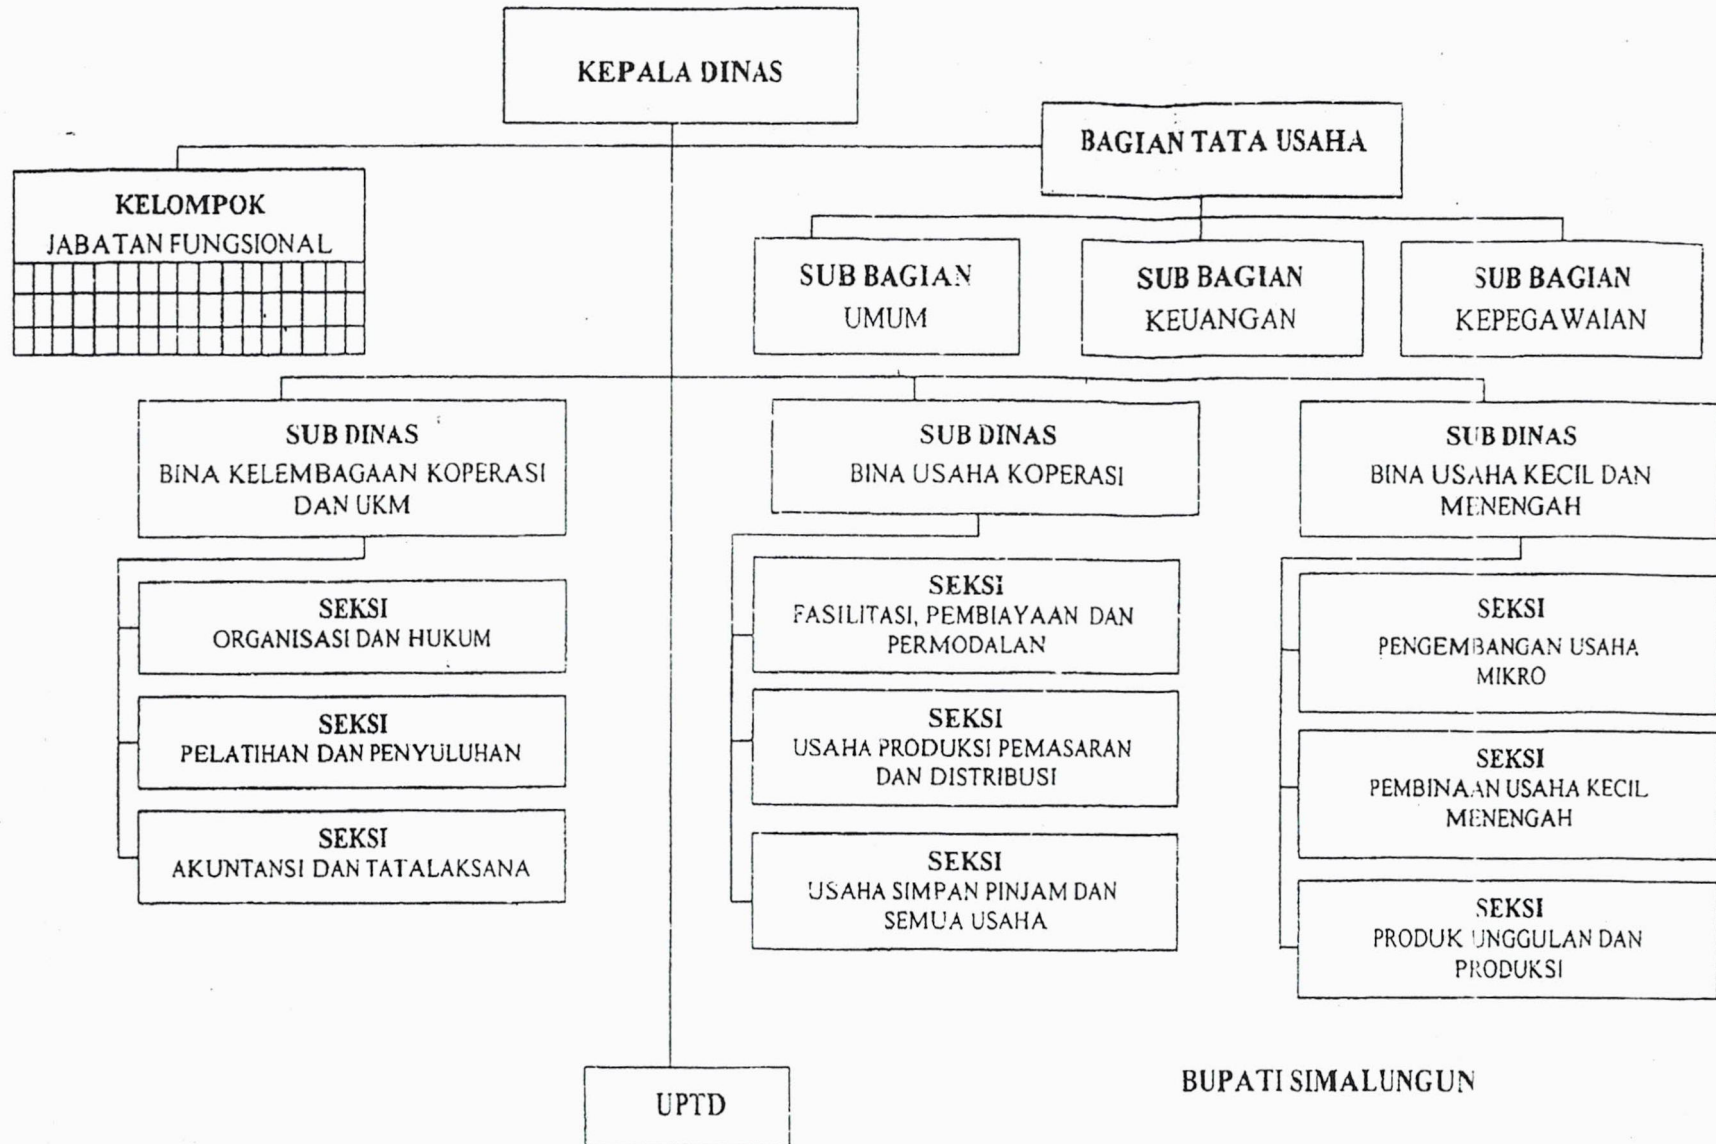 KEPALA DINAS
BAGIAN TATA USAHA
KELOMPOK
JABATAN FUNGSIONAL
SUB BAGIAN
UMUM
SUB BAGIAN
KEUANGAN
SUB BAGIAN
KEPEGAWAIAN
SUB DINAS
BINA KELEMBAGAAN KOPERASI
DAN UKM
SUB DINAS
BINA USAHA KOPERASI
SUB DINAS
BINA USAHA KECIL DAN
MENENGAH
SEKSI
ORGANISASI DAN HUKUM
SEKSI
PELATIHAN DAN PENYULUHAN
SEKSI
AKUNTANSI DAN TATALAKSANA
SEKSI
FASILITASI, PEMBIAYAAN DAN
PERMODALAN
SEKSI
USAHA PRODUKSI PEMASARAN
DAN DISTRIBUSI
SEKSI
USAHA SIMPAN PINJAM DAN
SEMUA USAHA
SEKSI
PENGEMBANGAN USAHA
MIKRO
SEKSI
PEMBINAAN USAHA KECIL
MENENGAH
SEKSI
PRODUK UNGGULAN DAN
PRODUKSI
UPTD
BUPATI SIMALUNGUN